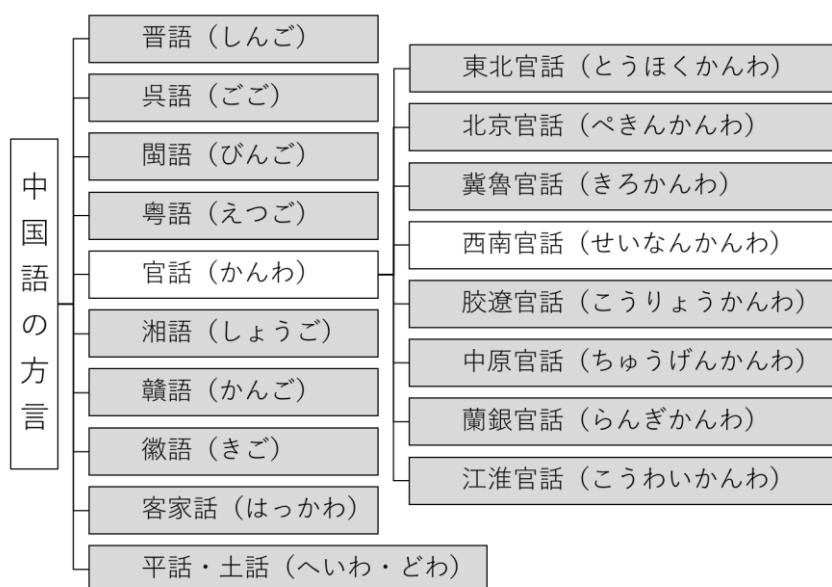 中国語の方言
晋語（しんご）
呉語（ごご）
閩語（びんご）
粤語（えつご）
官話（かんわ）
湘語（しょうご）
贛語（かんご）
徽語（きご）
客家話（はっかわ）
平話・土話（へいわ・どわ）
東北官話（とうほくかんわ）
北京官話（ぺきんかんわ）
冀魯官話（きろかんわ）
西南官話（せいなんかんわ）
胶遼官話（こうりょうかんわ）
中原官話（ちゅうげんかんわ）
蘭銀官話（らんぎかんわ）
江淮官話（こうわいかんわ）